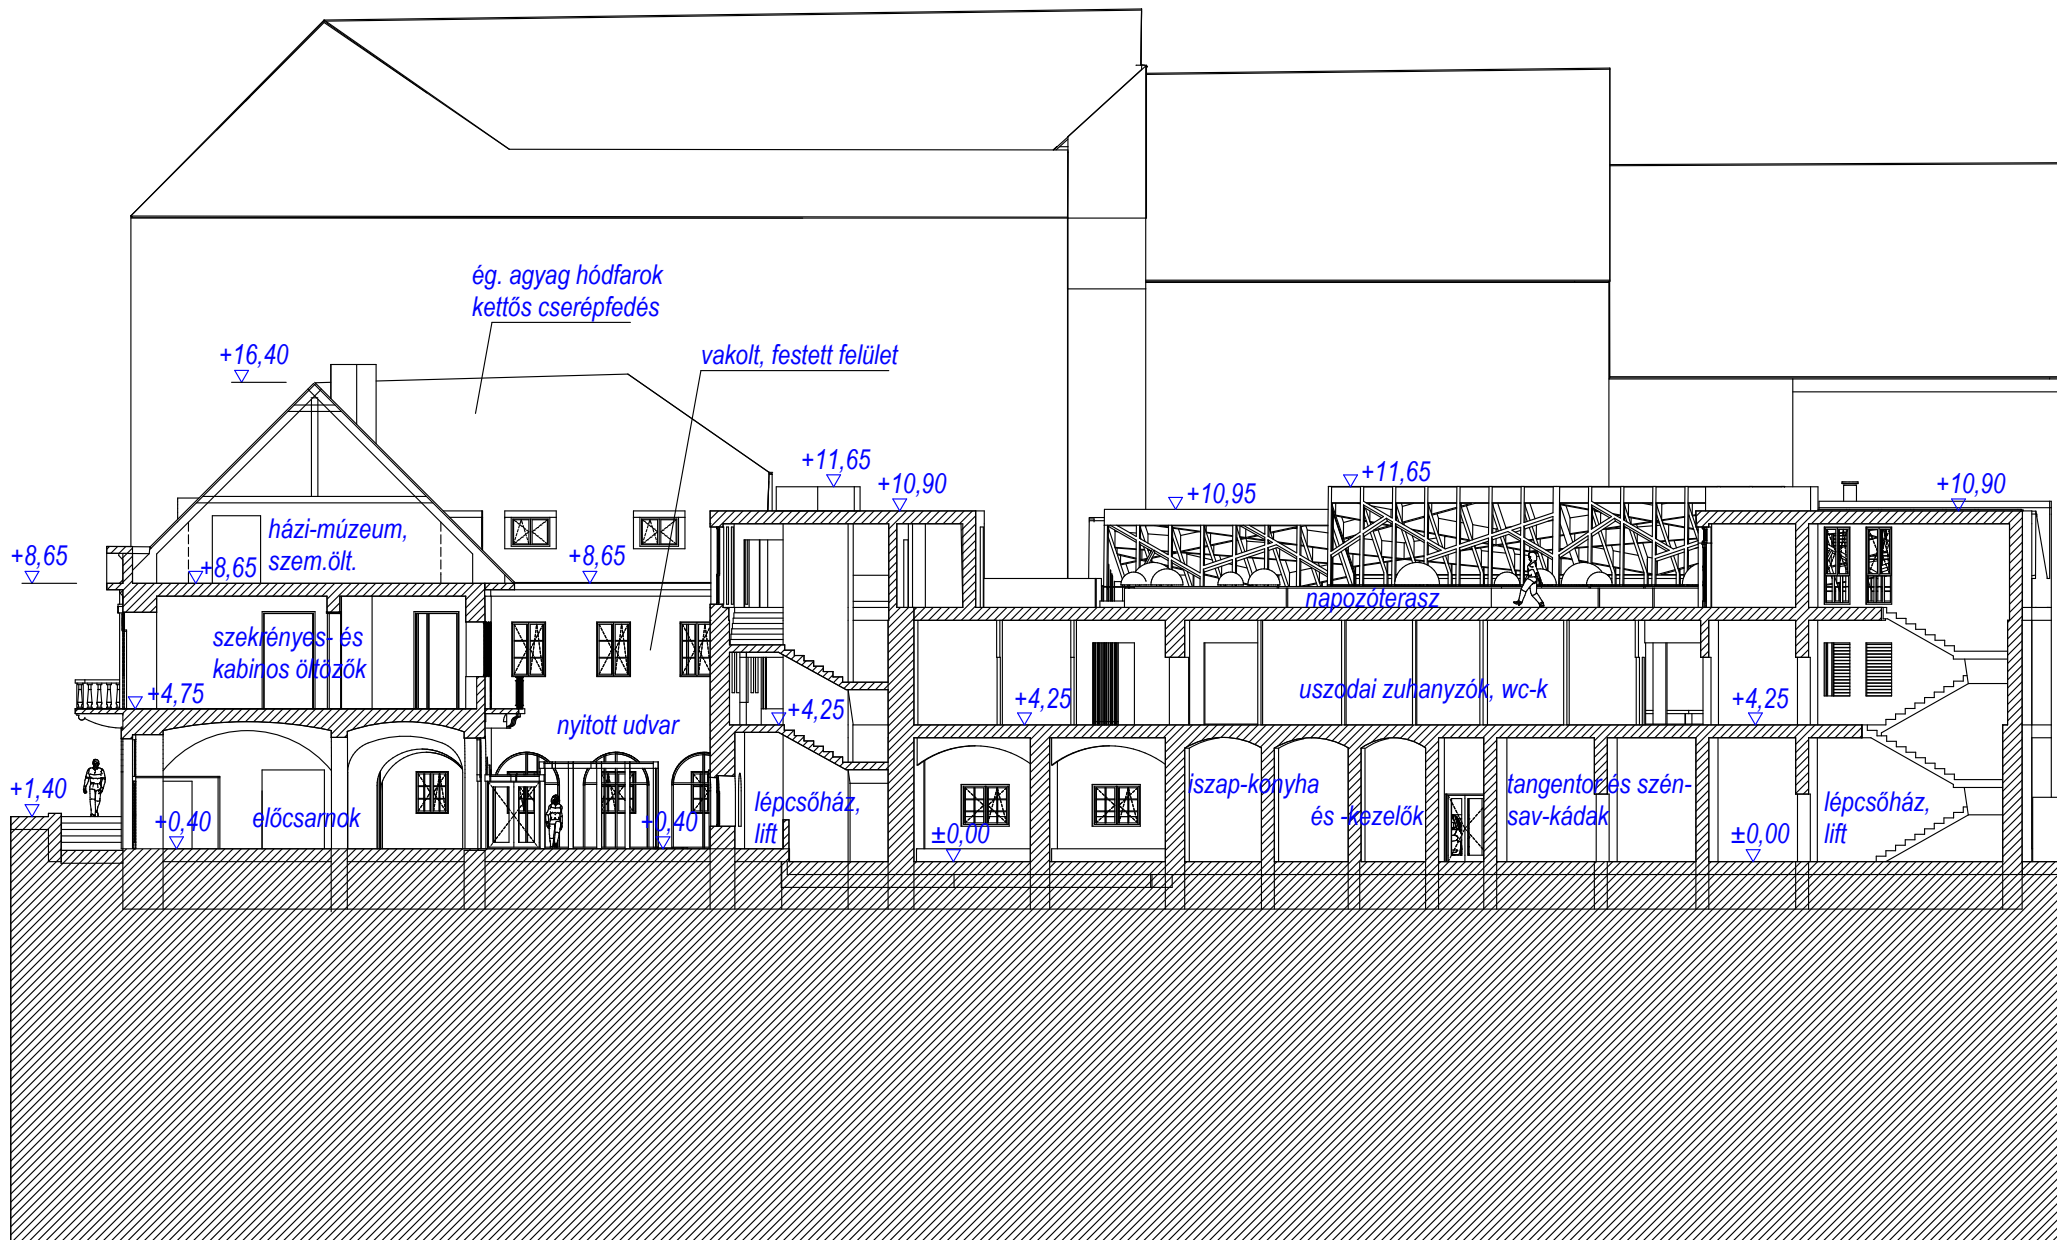 ég. agyag hódfarok
kettős cserépfedés
+16,40
vakolt, festett felület
+11,65
+10,90
+10,95
+11,65
+10,90
házi-múzeum,
szem.ölt.
+8,65
+8,65
+8,65
napozóterasz
szekrényes- és
kabinos öltözők
+4,75
nyitott udvar
+4,25
+4,25
uszodai zuhanyzók, wc-k
+4,25
+1,40
+0,40
előcsarnok
+0,40
lépcsőház,
lift
±0,00
iszap-konyha
és -kezelők
tangentor és szén-
sav-kádak
±0,00
lépcsőház,
lift